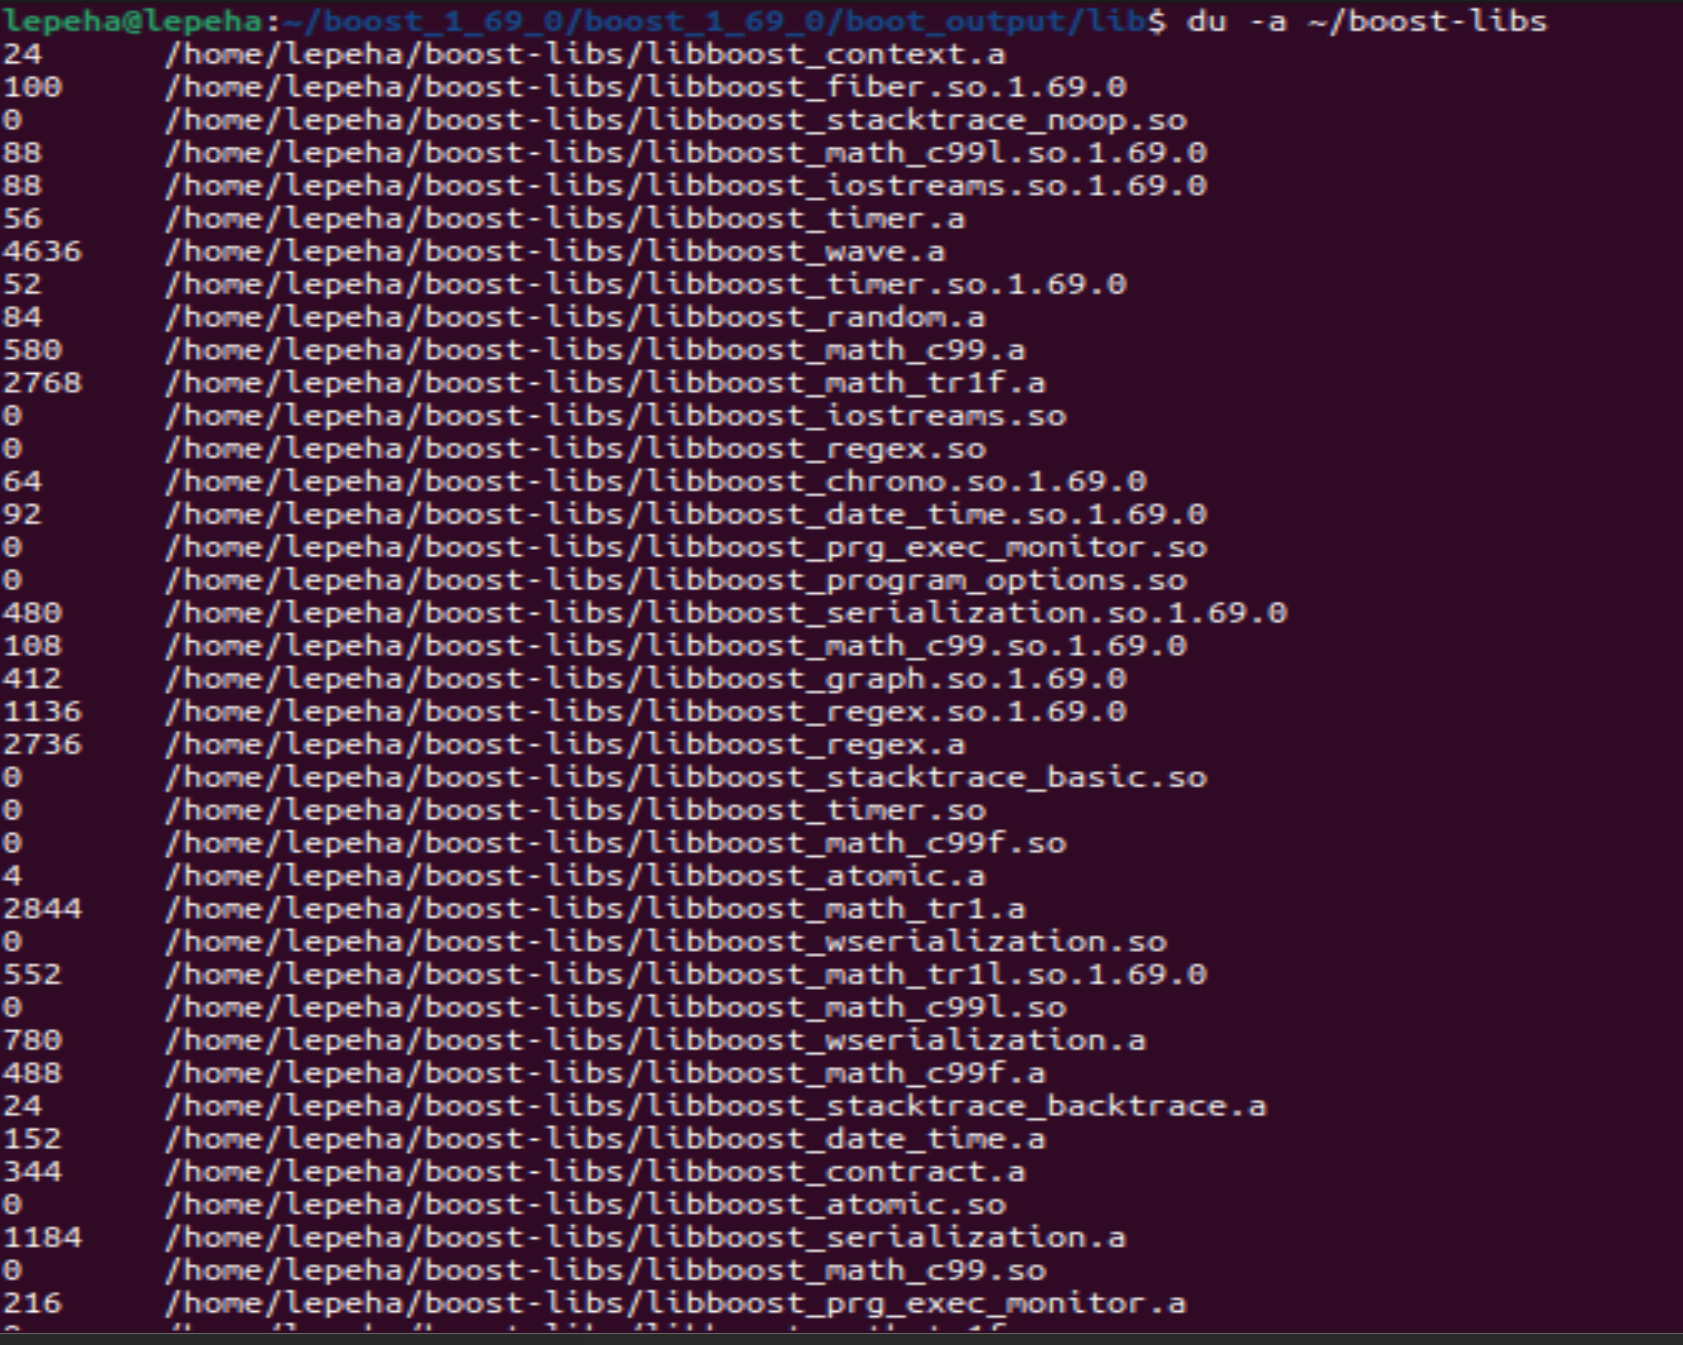 lepeha@lepeha:~/boost_1_69_0/boost_1_69_0/boot_output/lib$ du -a ~/boost-libs
24 /home/lepeha/boost-libs/libboost_context.a
100 /home/lepeha/boost-libs/libboost_fiber.so.1.69.0
0 /home/lepeha/boost-libs/libboost_stacktrace_noop.so
88 /home/lepeha/boost-libs/libboost_math_c99l.so.1.69.0
88 /home/lepeha/boost-libs/libboost_iostreams.so.1.69.0
56 /home/lepeha/boost-libs/libboost_timer.a
4636 /home/lepeha/boost-libs/libboost_wave.a
52 /home/lepeha/boost-libs/libboost_timer.so.1.69.0
84 /home/lepeha/boost-libs/libboost_random.a
580 /home/lepeha/boost-libs/libboost_math_c99.a
2768 /home/lepeha/boost-libs/libboost_math_tr1f.a
0 /home/lepeha/boost-libs/libboost_iostreams.so
0 /home/lepeha/boost-libs/libboost_regex.so
64 /home/lepeha/boost-libs/libboost_chrono.so.1.69.0
92 /home/lepeha/boost-libs/libboost_date_time.so.1.69.0
0 /home/lepeha/boost-libs/libboost_prg_exec_monitor.so
0 /home/lepeha/boost-libs/libboost_program_options.so
480 /home/lepeha/boost-libs/libboost_serialization.so.1.69.0
108 /home/lepeha/boost-libs/libboost_math_c99.so.1.69.0
412 /home/lepeha/boost-libs/libboost_graph.so.1.69.0
1136 /home/lepeha/boost-libs/libboost_regex.so.1.69.0
2736 /home/lepeha/boost-libs/libboost_regex.a
0 /home/lepeha/boost-libs/libboost_stacktrace_basic.so
0 /home/lepeha/boost-libs/libboost_timer.so
0 /home/lepeha/boost-libs/libboost_math_c99f.so
4 /home/lepeha/boost-libs/libboost_atomic.a
2844 /home/lepeha/boost-libs/libboost_math_tr1.a
0 /home/lepeha/boost-libs/libboost_wserialization.so
552 /home/lepeha/boost-libs/libboost_math_tr1l.so.1.69.0
0 /home/lepeha/boost-libs/libboost_math_c99l.so
780 /home/lepeha/boost-libs/libboost_wserialization.a
488 /home/lepeha/boost-libs/libboost_math_c99f.a
24 /home/lepeha/boost-libs/libboost_stacktrace_backtrace.a
152 /home/lepeha/boost-libs/libboost_date_time.a
344 /home/lepeha/boost-libs/libboost_contract.a
0 /home/lepeha/boost-libs/libboost_atomic.so
1184 /home/lepeha/boost-libs/libboost_serialization.a
0 /home/lepeha/boost-libs/libboost_math_c99.so
216 /home/lepeha/boost-libs/libboost_prg_exec_monitor.a